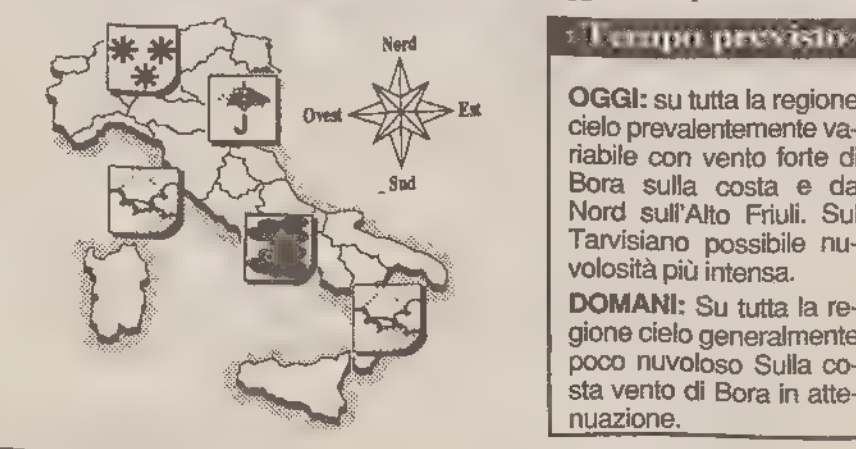 Nord
Ovest
Est
Sud
Tempo previsto
OGGI: su tutta la regione
cielo prevalentemente va-
riabile con vento forte di
Bora sulla costa e da
Nord sull'Alto Friuli. Sul
Tarvisiano possibile nu-
volosità più intensa.
DOMANI: Su tutta la re-
gione cielo generalmente
poco nuvoloso Sulla co-
sta vento di Bora in atte-
nuazione.